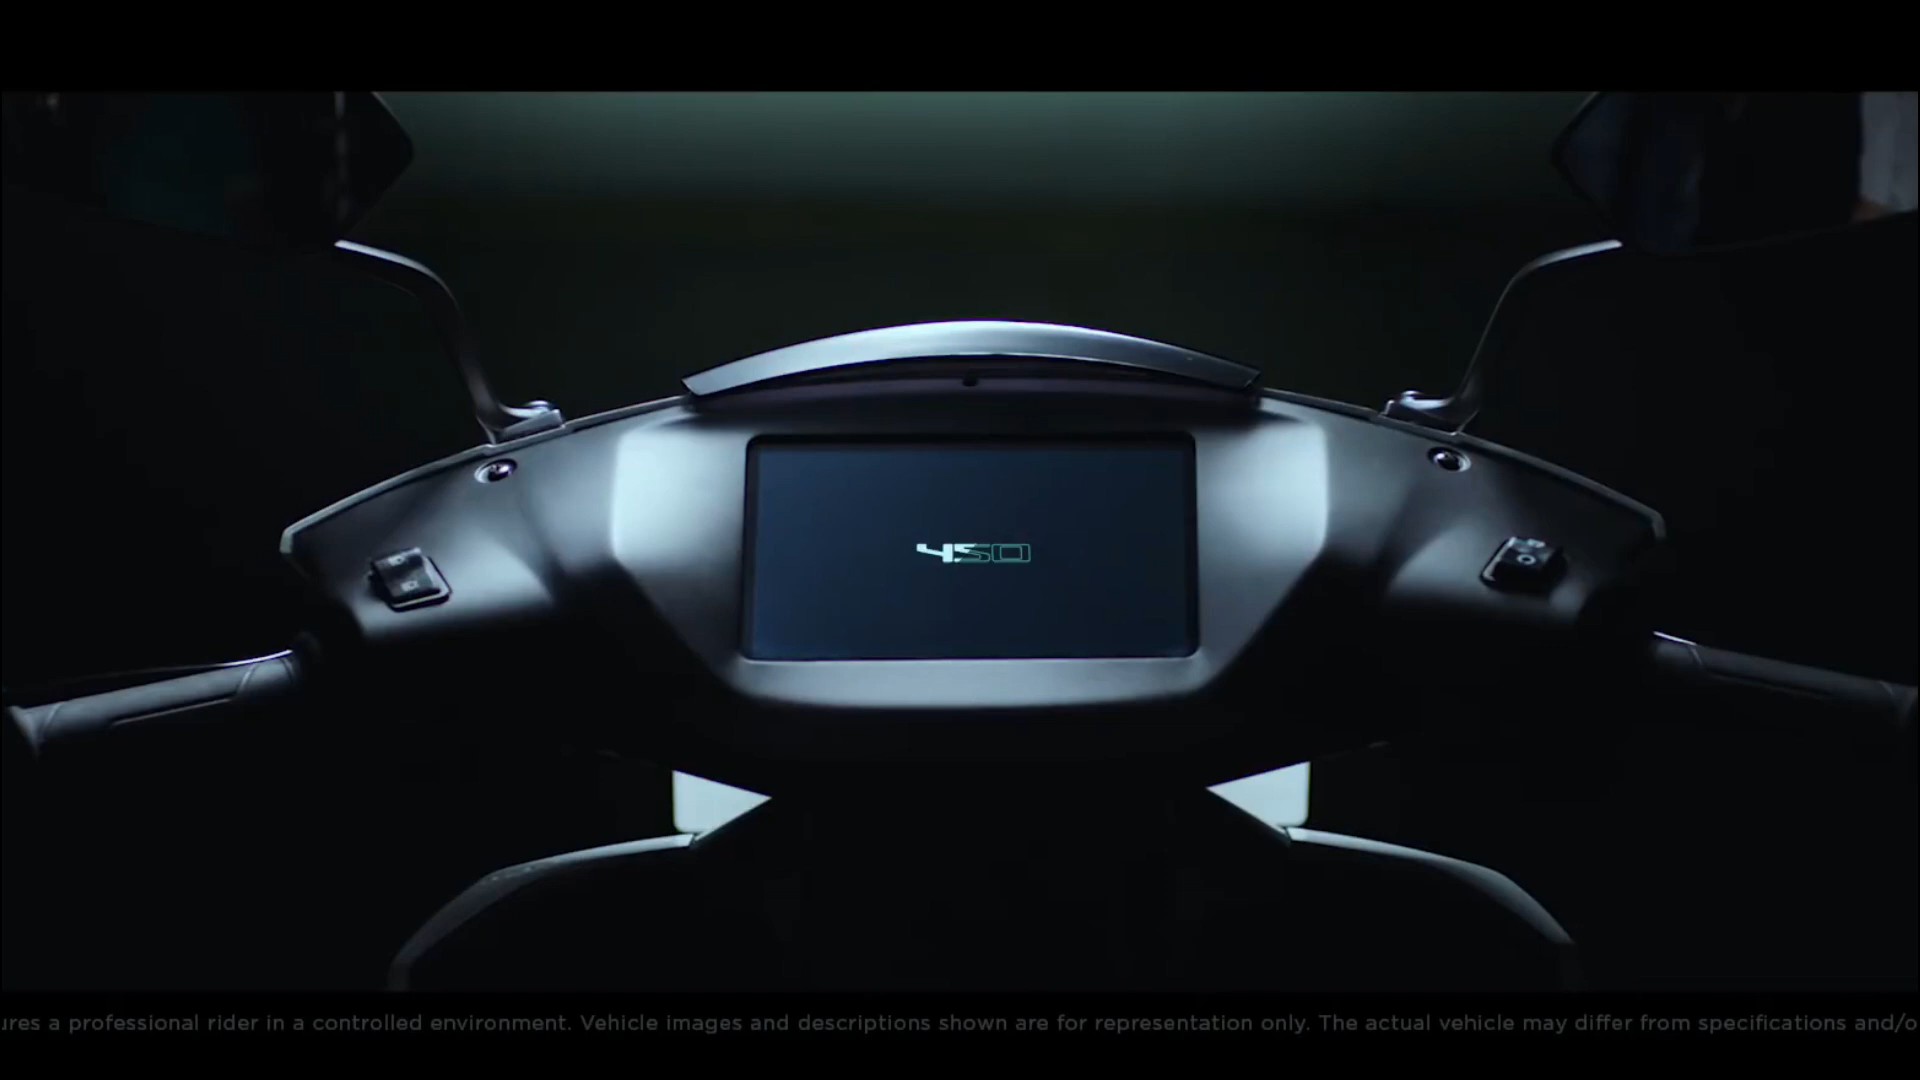 450
ures a professional rider in a controlled environment. Vehicle images and descriptions shown are for representation only. The actual vehicle may differ from specifications and/o